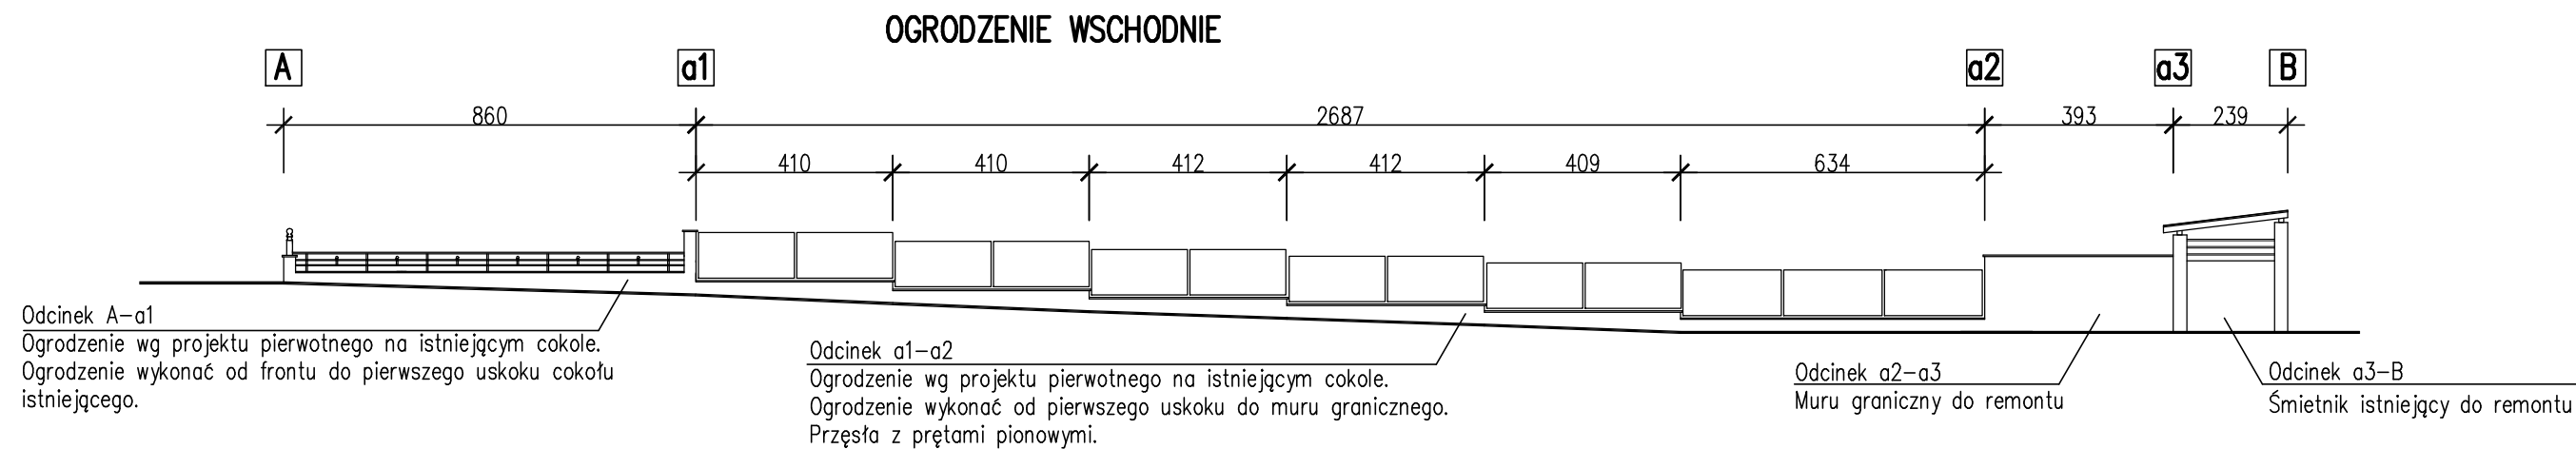 OGRODZENIE WSCHODNIE
A a1 a2 a3 B
860 2687 393 239
410 410 412 412 409 634
Odcinek A-a1
Ogrodzenie wg projektu pierwotnego na istniejącym cokole.
Ogrodzenie wykonać od frontu do pierwszego uskoku cokołu
istniejącego.
Odcinek a1-a2
Ogrodzenie wg projektu pierwotnego na istniejącym cokole.
Ogrodzenie wykonać od pierwszego uskoku do muru granicznego.
Przęsła z prętami pionowymi.
Odcinek a2-a3
Muru graniczny do remontu
Odcinek a3-B
Śmietnik istniejący do remontu